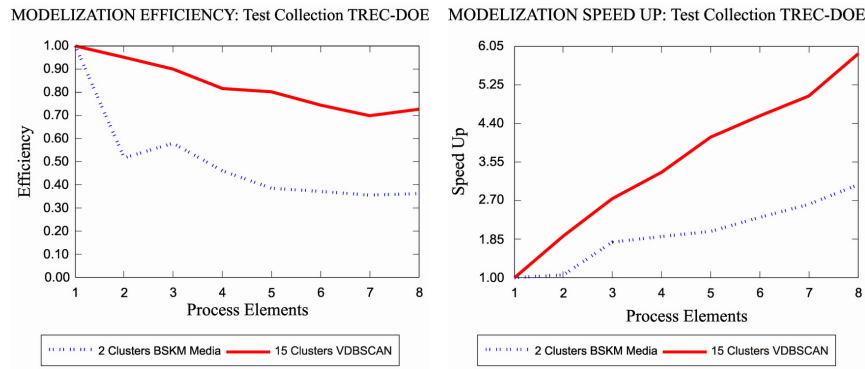 MODELIZATION EFFICIENCY: Test Collection TREC-DOE
1.00
0.90
0.80
0.70
0.60
0.50
0.40
0.30
0.20
0.10
0.00
Efficiency
1 2 3 4 5 6 7 8
Process Elements
2 Clusters BSKM Media 15 Clusters VDBSCAN
MODELIZATION SPEED UP: Test Collection TREC-DOE
6.05
5.25
4.40
3.55
2.70
1.85
1.00
Speed Up
1 2 3 4 5 6 7 8
Process Elements
2 Clusters BSKM Media 15 Clusters VDBSCAN